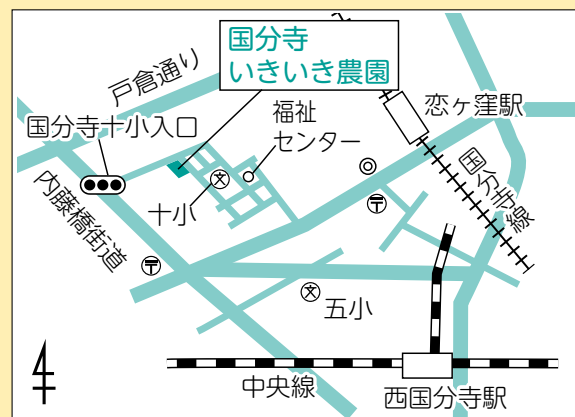 国分寺
いきいき農園
戸倉通り
恋ヶ窪駅
国分寺十小入口
福祉
センター
国分寺線
十小
内藤橋街道
五小
中央線
西国分寺駅